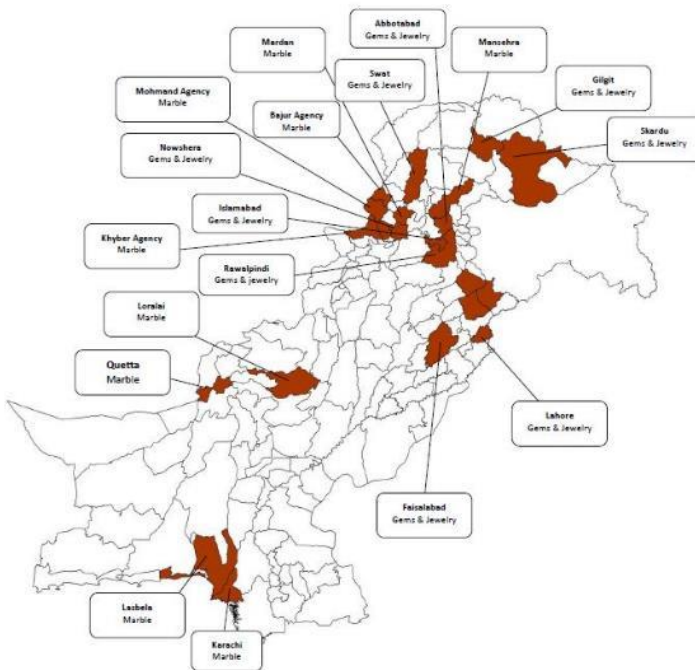 Abbotabad
Gems & Jewelry
Mardan
Marble
Mansehra
Marble
Swat
Gems & Jewelry
Gilgit
Gems & Jewelry
Mohmand Agency
Marble
Bajur Agency
Marble
Skardu
Gems & Jewelry
Nowshera
Gems & Jewelry
Islamabad
Gems & Jewelry
Khyber Agency
Marble
Rawalpindi
Gems & jewelry
Loralai
Marble
Quetta
Marble
Lahore
Gems & Jewelry
Faisalabad
Gems & Jewelry
Lasbela
Marble
Karachi
Marble